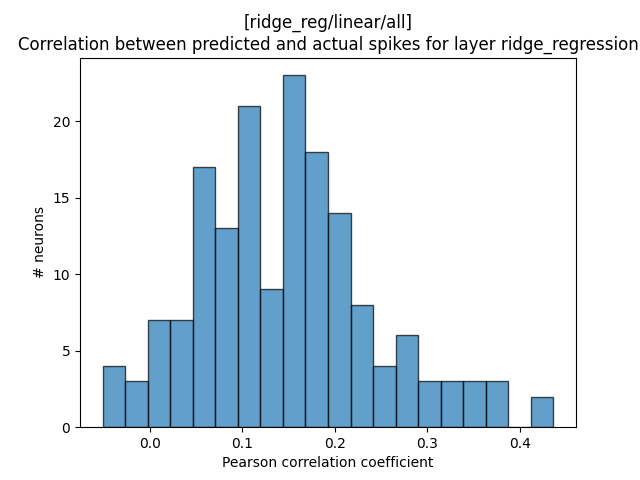 [ridge_reg/linear/all]
Correlation between predicted and actual spikes for layer ridge_regression
# neurons
20
15
10
5
0
0.0 0.1 0.2 0.3 0.4
Pearson correlation coefficient